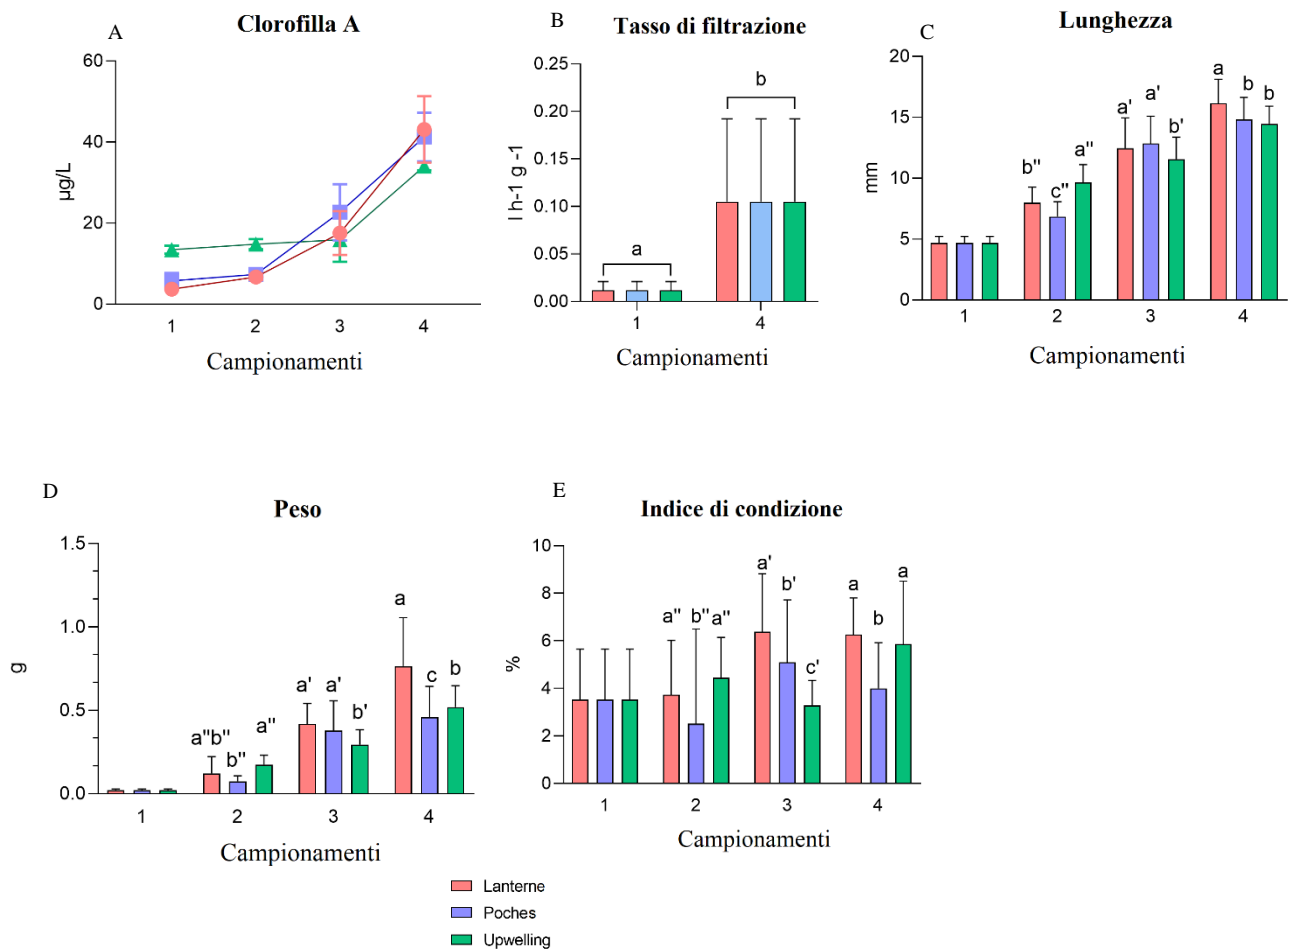 A
Clorofilla A
60
40
20
0
µg/L
1 2 3 4
Campionamenti
B
Tasso di filtrazione
0.25
0.20
0.15
0.10
0.05
0.00
l h-1 g -1
a
b
1 4
Campionamenti
C
Lunghezza
20
15
10
5
0
mm
b'' c'' a''
a' a' b'
a b b
1 2 3 4
Campionamenti
D
Peso
1.5
1.0
0.5
0.0
g
a''b'' b'' a''
a' a' b'
a c b
1 2 3 4
Campionamenti
E
Indice di condizione
10
8
6
4
2
0
%
a'' b'' a''
a' b' c'
a b a
1 2 3 4
Campionamenti
Lanterne
Poches
Upwelling